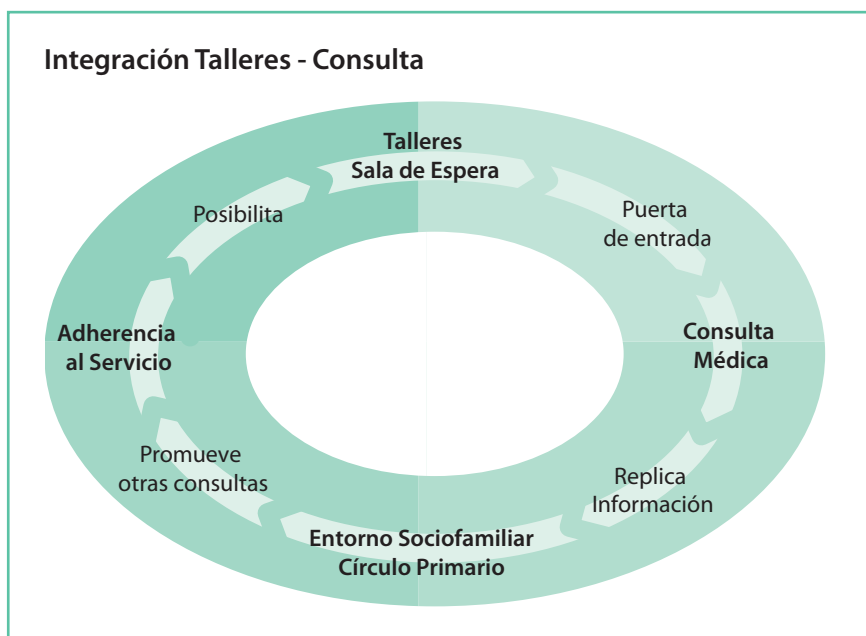 Integración Talleres - Consulta
Talleres
Sala de Espera
Puerta
de entrada
Consulta
Médica
Replica
Información
Entorno Sociofamiliar
Círculo Primario
Promueve
otras consultas
Adherencia
al Servicio
Posibilita